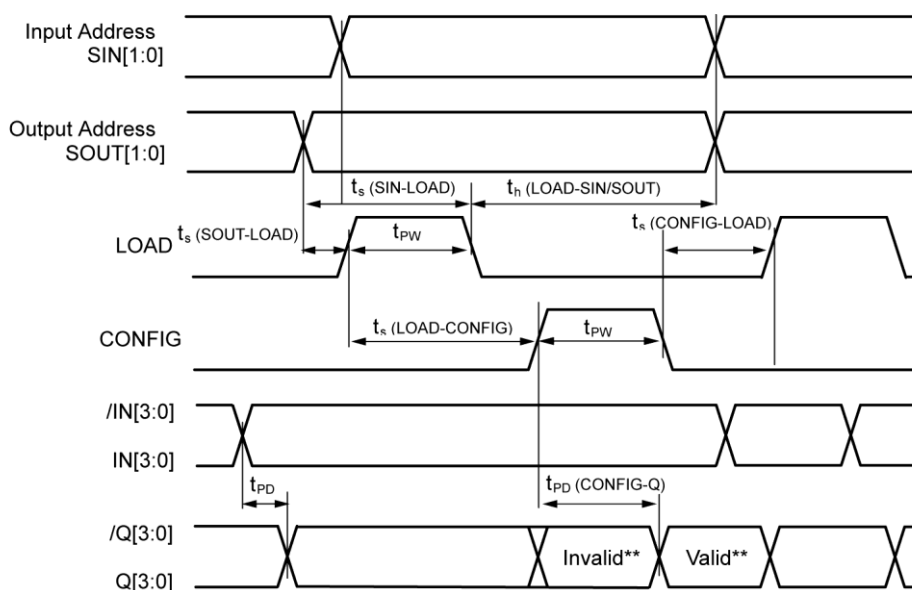 Input Address
SIN[1:0]
Output Address
SOUT[1:0]
ts (SIN-LOAD)
th (LOAD-SIN/SOUT)
ts (SOUT-LOAD)
LOAD
tPW
ts (CONFIG-LOAD)
CONFIG
ts (LOAD-CONFIG)
tPW
/IN[3:0]
IN[3:0]
tPD
tPD (CONFIG-Q)
/Q[3:0]
Invalid**
Valid**
Q[3:0]